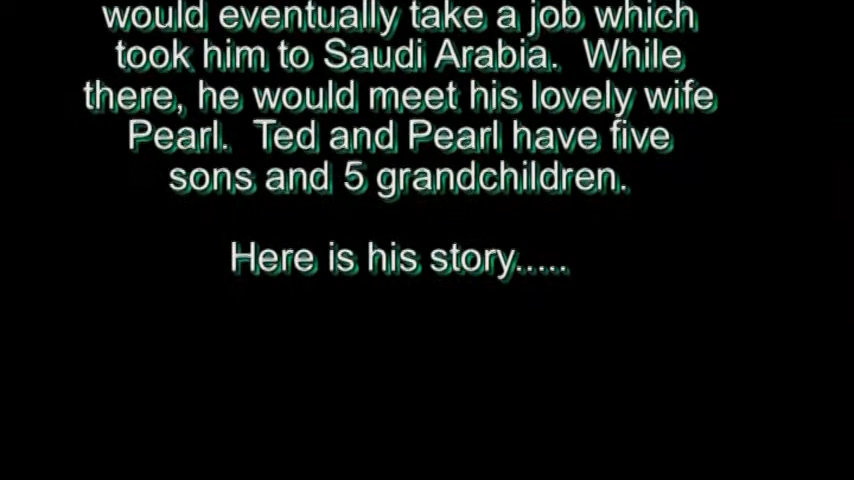 would eventually take a job which
took him to Saudi Arabia.  While
there, he would meet his lovely wife
Pearl.  Ted and Pearl have five
sons and 5 grandchildren.
Here is his story.....